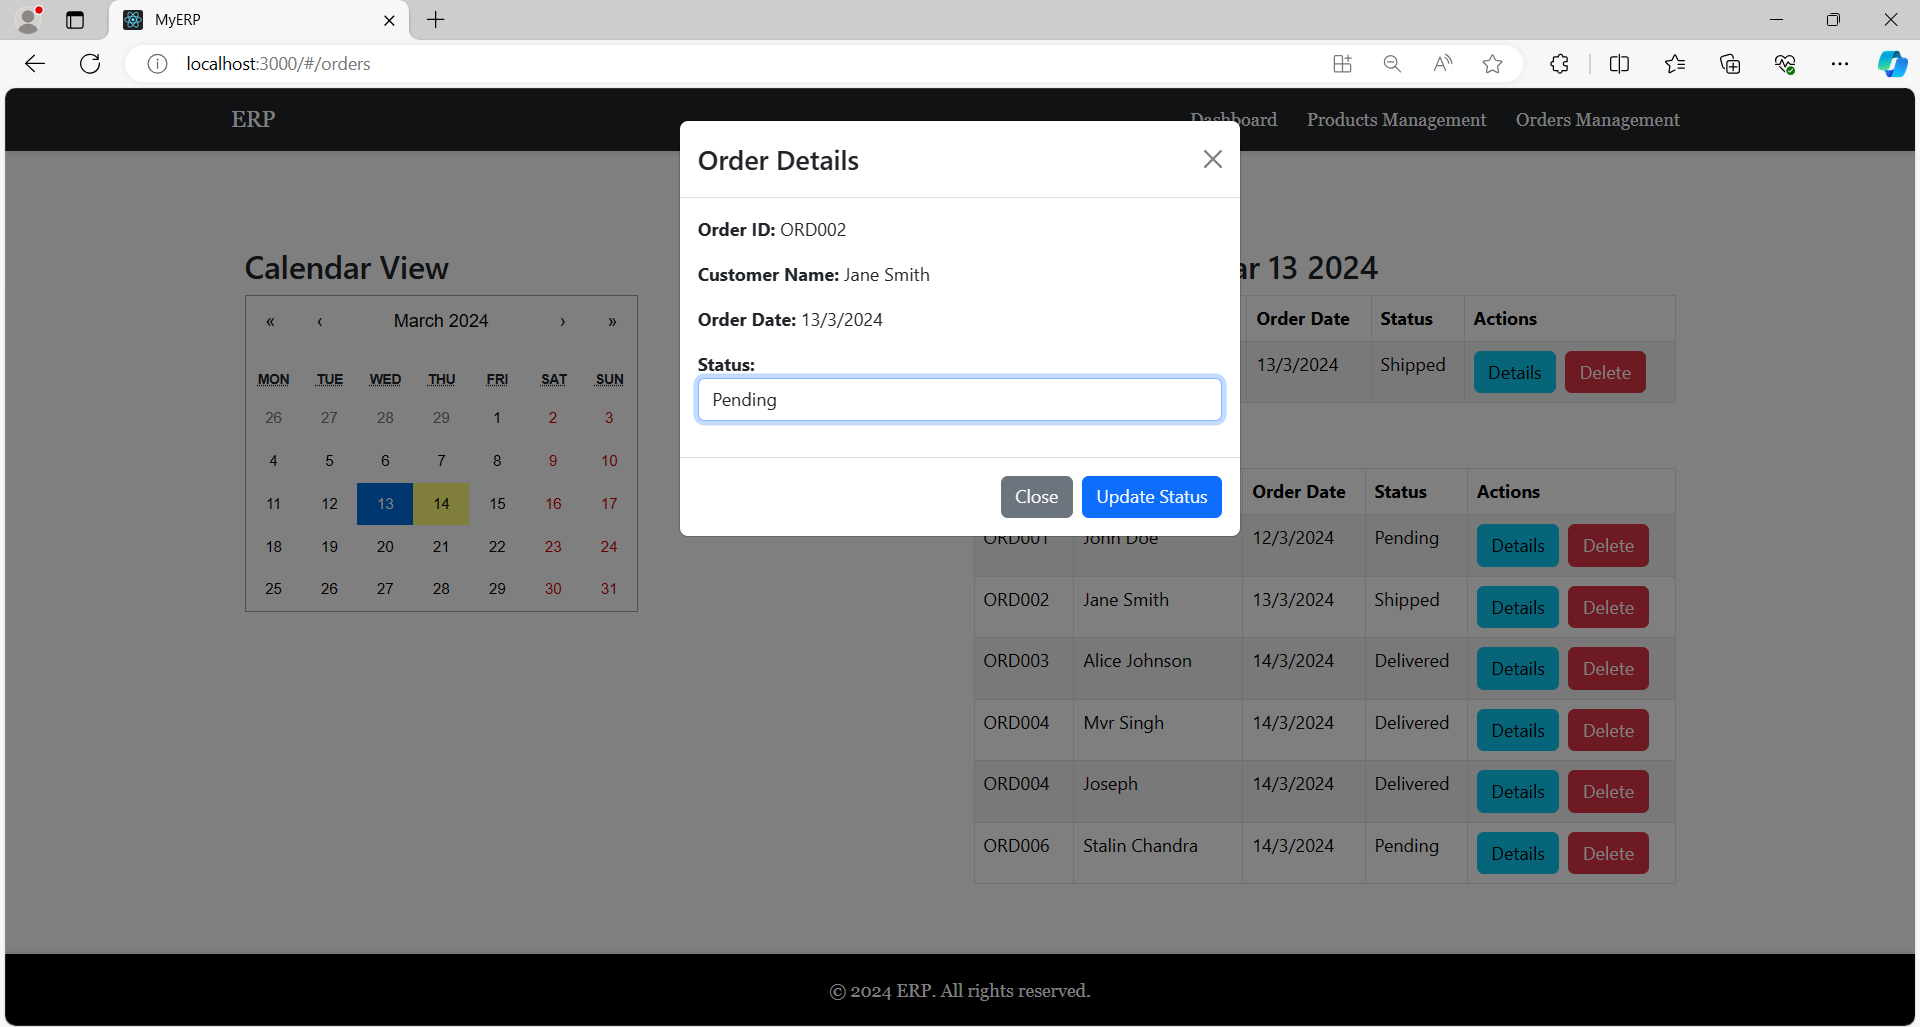 MyERP
localhost:3000/#/orders
ERP
Dashboard Products Management Orders Management
Order Details
Order ID: ORD002
Customer Name: Jane Smith
Order Date: 13/3/2024
Status:
Pending
Close Update Status
Calendar View
« ‹ March 2024 › »
MON TUE WED THU FRI SAT SUN
26 27 28 29 1 2 3
4 5 6 7 8 9 10
11 12 13 14 15 16 17
18 19 20 21 22 23 24
25 26 27 28 29 30 31
ar 13 2024
Order Date Status Actions
13/3/2024 Shipped Details Delete
Order Date Status Actions
ORD001 John Doe 12/3/2024 Pending Details Delete
ORD002 Jane Smith 13/3/2024 Shipped Details Delete
ORD003 Alice Johnson 14/3/2024 Delivered Details Delete
ORD004 Mvr Singh 14/3/2024 Delivered Details Delete
ORD004 Joseph 14/3/2024 Delivered Details Delete
ORD006 Stalin Chandra 14/3/2024 Pending Details Delete
© 2024 ERP. All rights reserved.